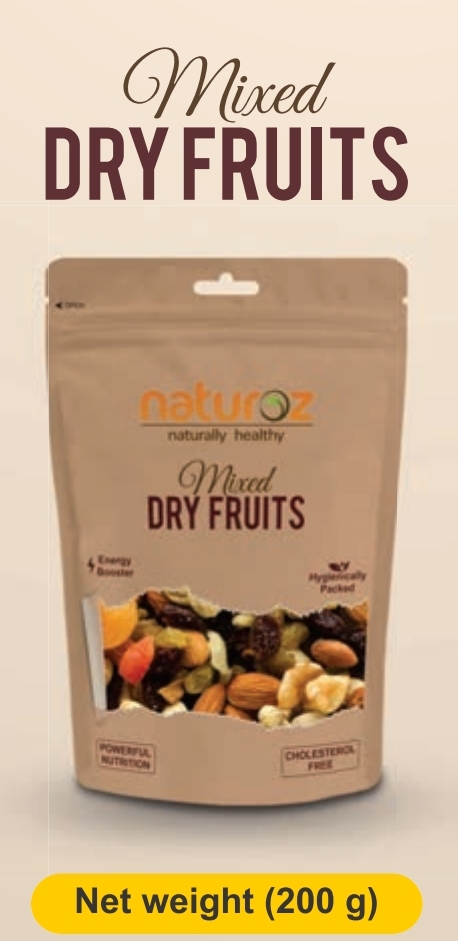 Mixed
DRY FRUITS
OPEN
naturoz
naturally healthy
Mixed
DRY FRUITS
Energy
Booster
Hygienically
Packed
POWERFUL
NUTRITION
CHOLESTEROL
FREE
Net weight (200 g)